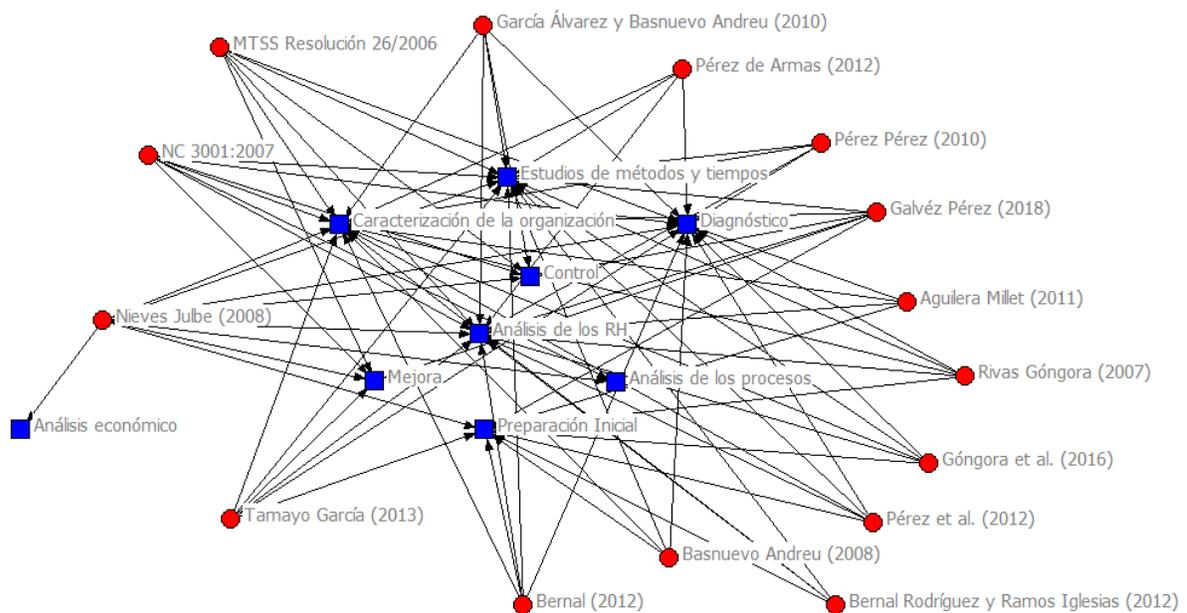 García Álvarez y Basnuevo Andreu (2010)
MTSS Resolución 26/2006
Pérez de Armas (2012)
Pérez Pérez (2010)
NC 3001:2007
Estudios de métodos y tiempos
Galvéz Pérez (2018)
Caracterización de la organización
Diagnóstico
Control
Aguilera Millet (2011)
Nieves Julbe (2008)
Análisis de los RH
Rivas Góngora (2007)
Mejora
Análisis de los procesos
Análisis económico
Preparación Inicial
Góngora et al. (2016)
Tamayo García (2013)
Pérez et al. (2012)
Basnuevo Andreu (2008)
Bernal (2012)
Bernal Rodríguez y Ramos Iglesias (2012)